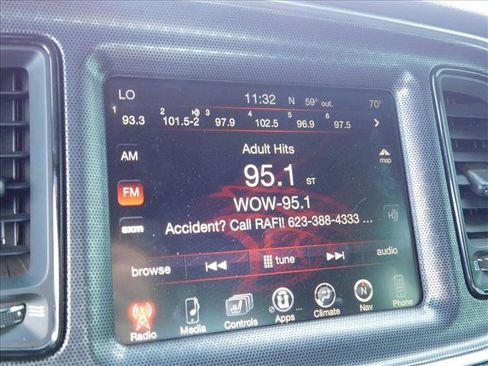 LO 11:32 N 59° out. 70°
1 93.3 2 101.5-2 3 97.9 4 102.5 5 96.9 6 97.5
AM Adult Hits
95.1 ST
map
FM
WOW-95.1
Accident? Call RAFI! 623-388-4333 ...
sxm
browse tune audio
Radio Media Controls Apps Climate Nav Phone